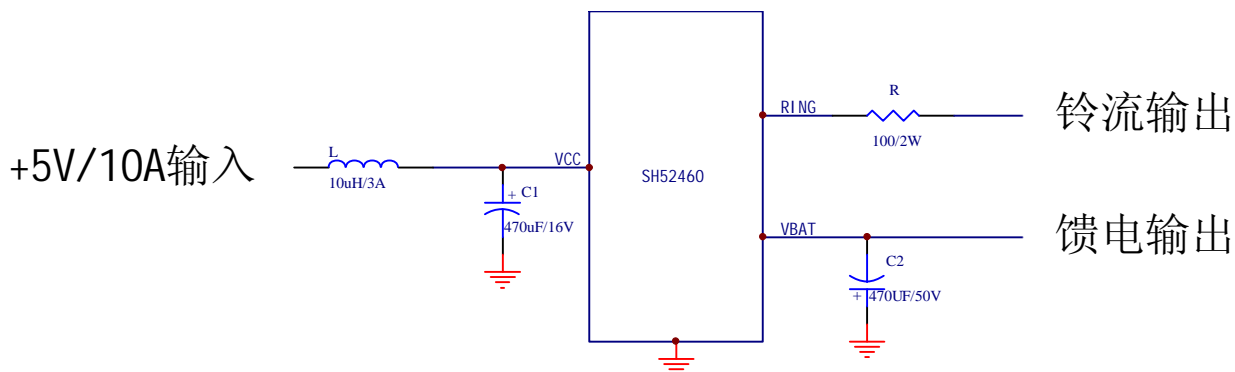 R
RING
铃流输出
100/2W
+5V/10A输入
L
VCC
10uH/3A
SH52460
+ C1
470uF/16V
VBAT
馈电输出
C2
+ 470UF/50V